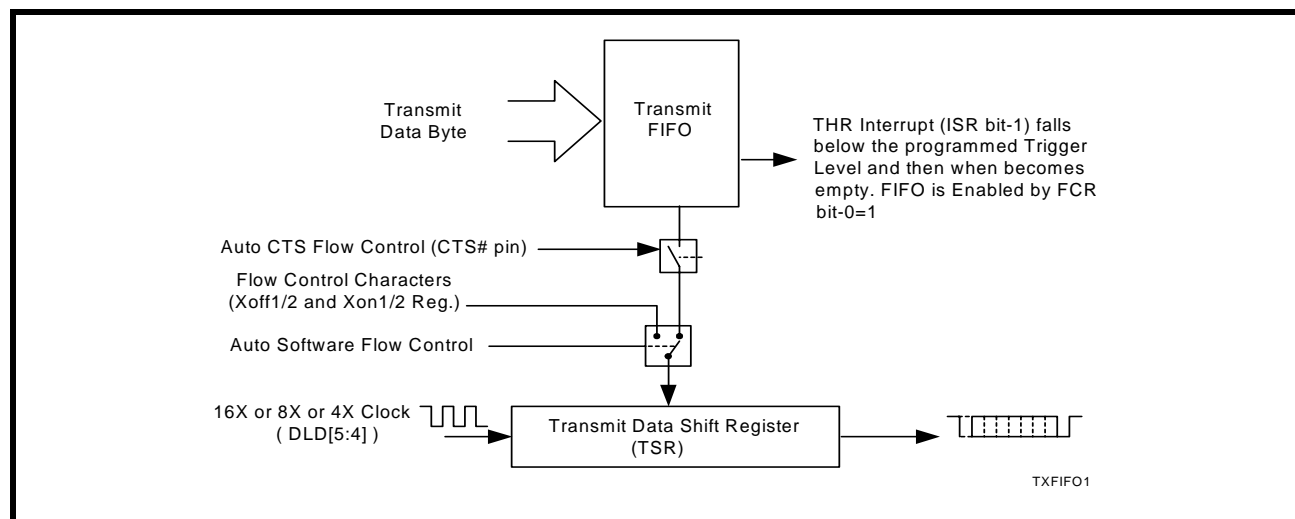 Transmit
Data Byte
Transmit
FIFO
THR Interrupt (ISR bit-1) falls
below the programmed Trigger
Level and then when becomes
empty. FIFO is Enabled by FCR
bit-0=1
Auto CTS Flow Control (CTS# pin)
Flow Control Characters
(Xoff1/2 and Xon1/2 Reg.)
Auto Software Flow Control
16X or 8X or 4X Clock
( DLD[5:4] )
Transmit Data Shift Register
(TSR)
TXFIFO1